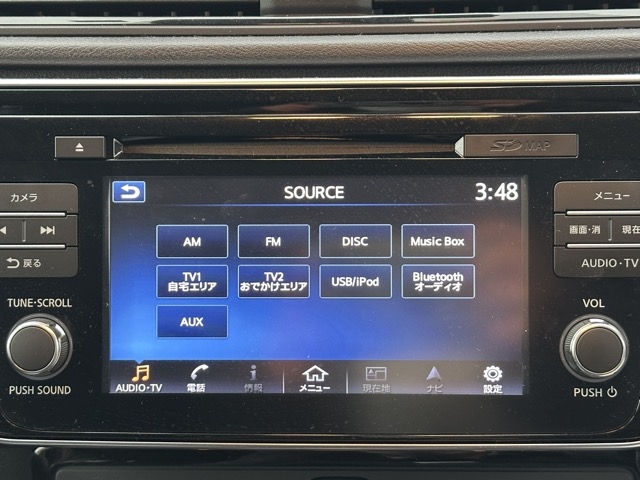 SD MAP
カメラ
SOURCE
3:48
メニュー
AM
FM
DISC
Music Box
画面・消
現在
戻る
TV1
自宅エリア
TV2
おでかけエリア
USB/iPod
Bluetooth
オーディオ
AUDIO・TV
TUNE・SCROLL
AUX
VOL
PUSH SOUND
AUDIO・TV
電話
情報
メニュー
現在地
ナビ
設定
PUSH